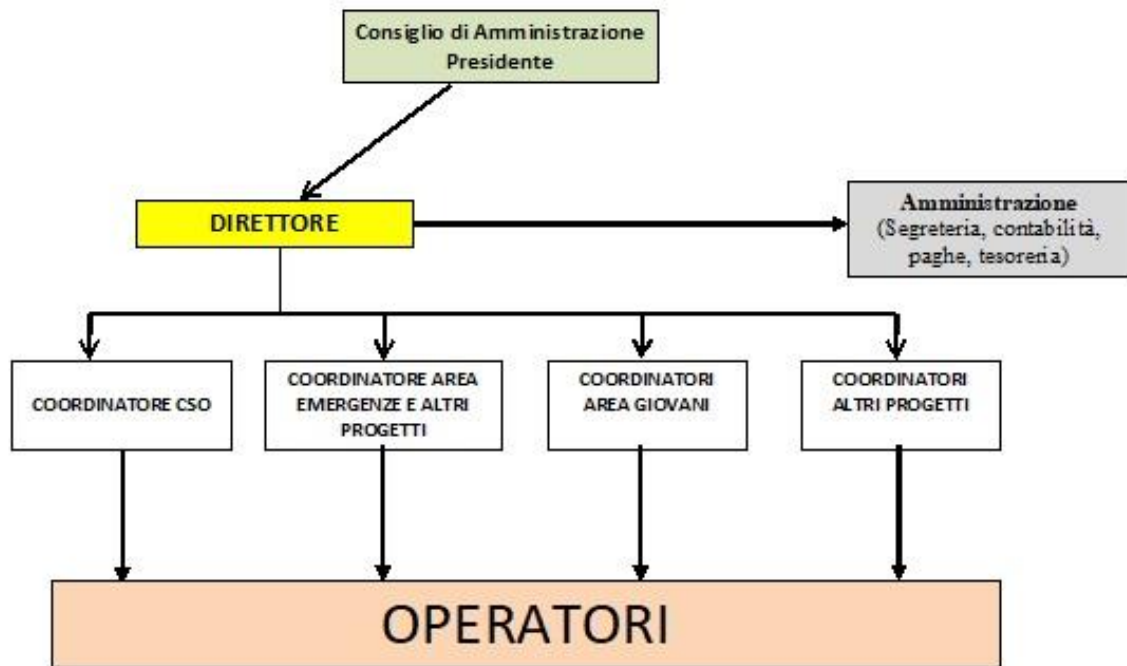 Consiglio di Amministrazione
Presidente
DIRETTORE
Amministrazione
(Segreteria, contabilità,
paghe, tesoreria)
COORDINATORE CSO
COORDINATORE AREA
EMERGENZE E ALTRI
PROGETTI
COORDINATORI
AREA GIOVANI
COORDINATORI
ALTRI PROGETTI
OPERATORI